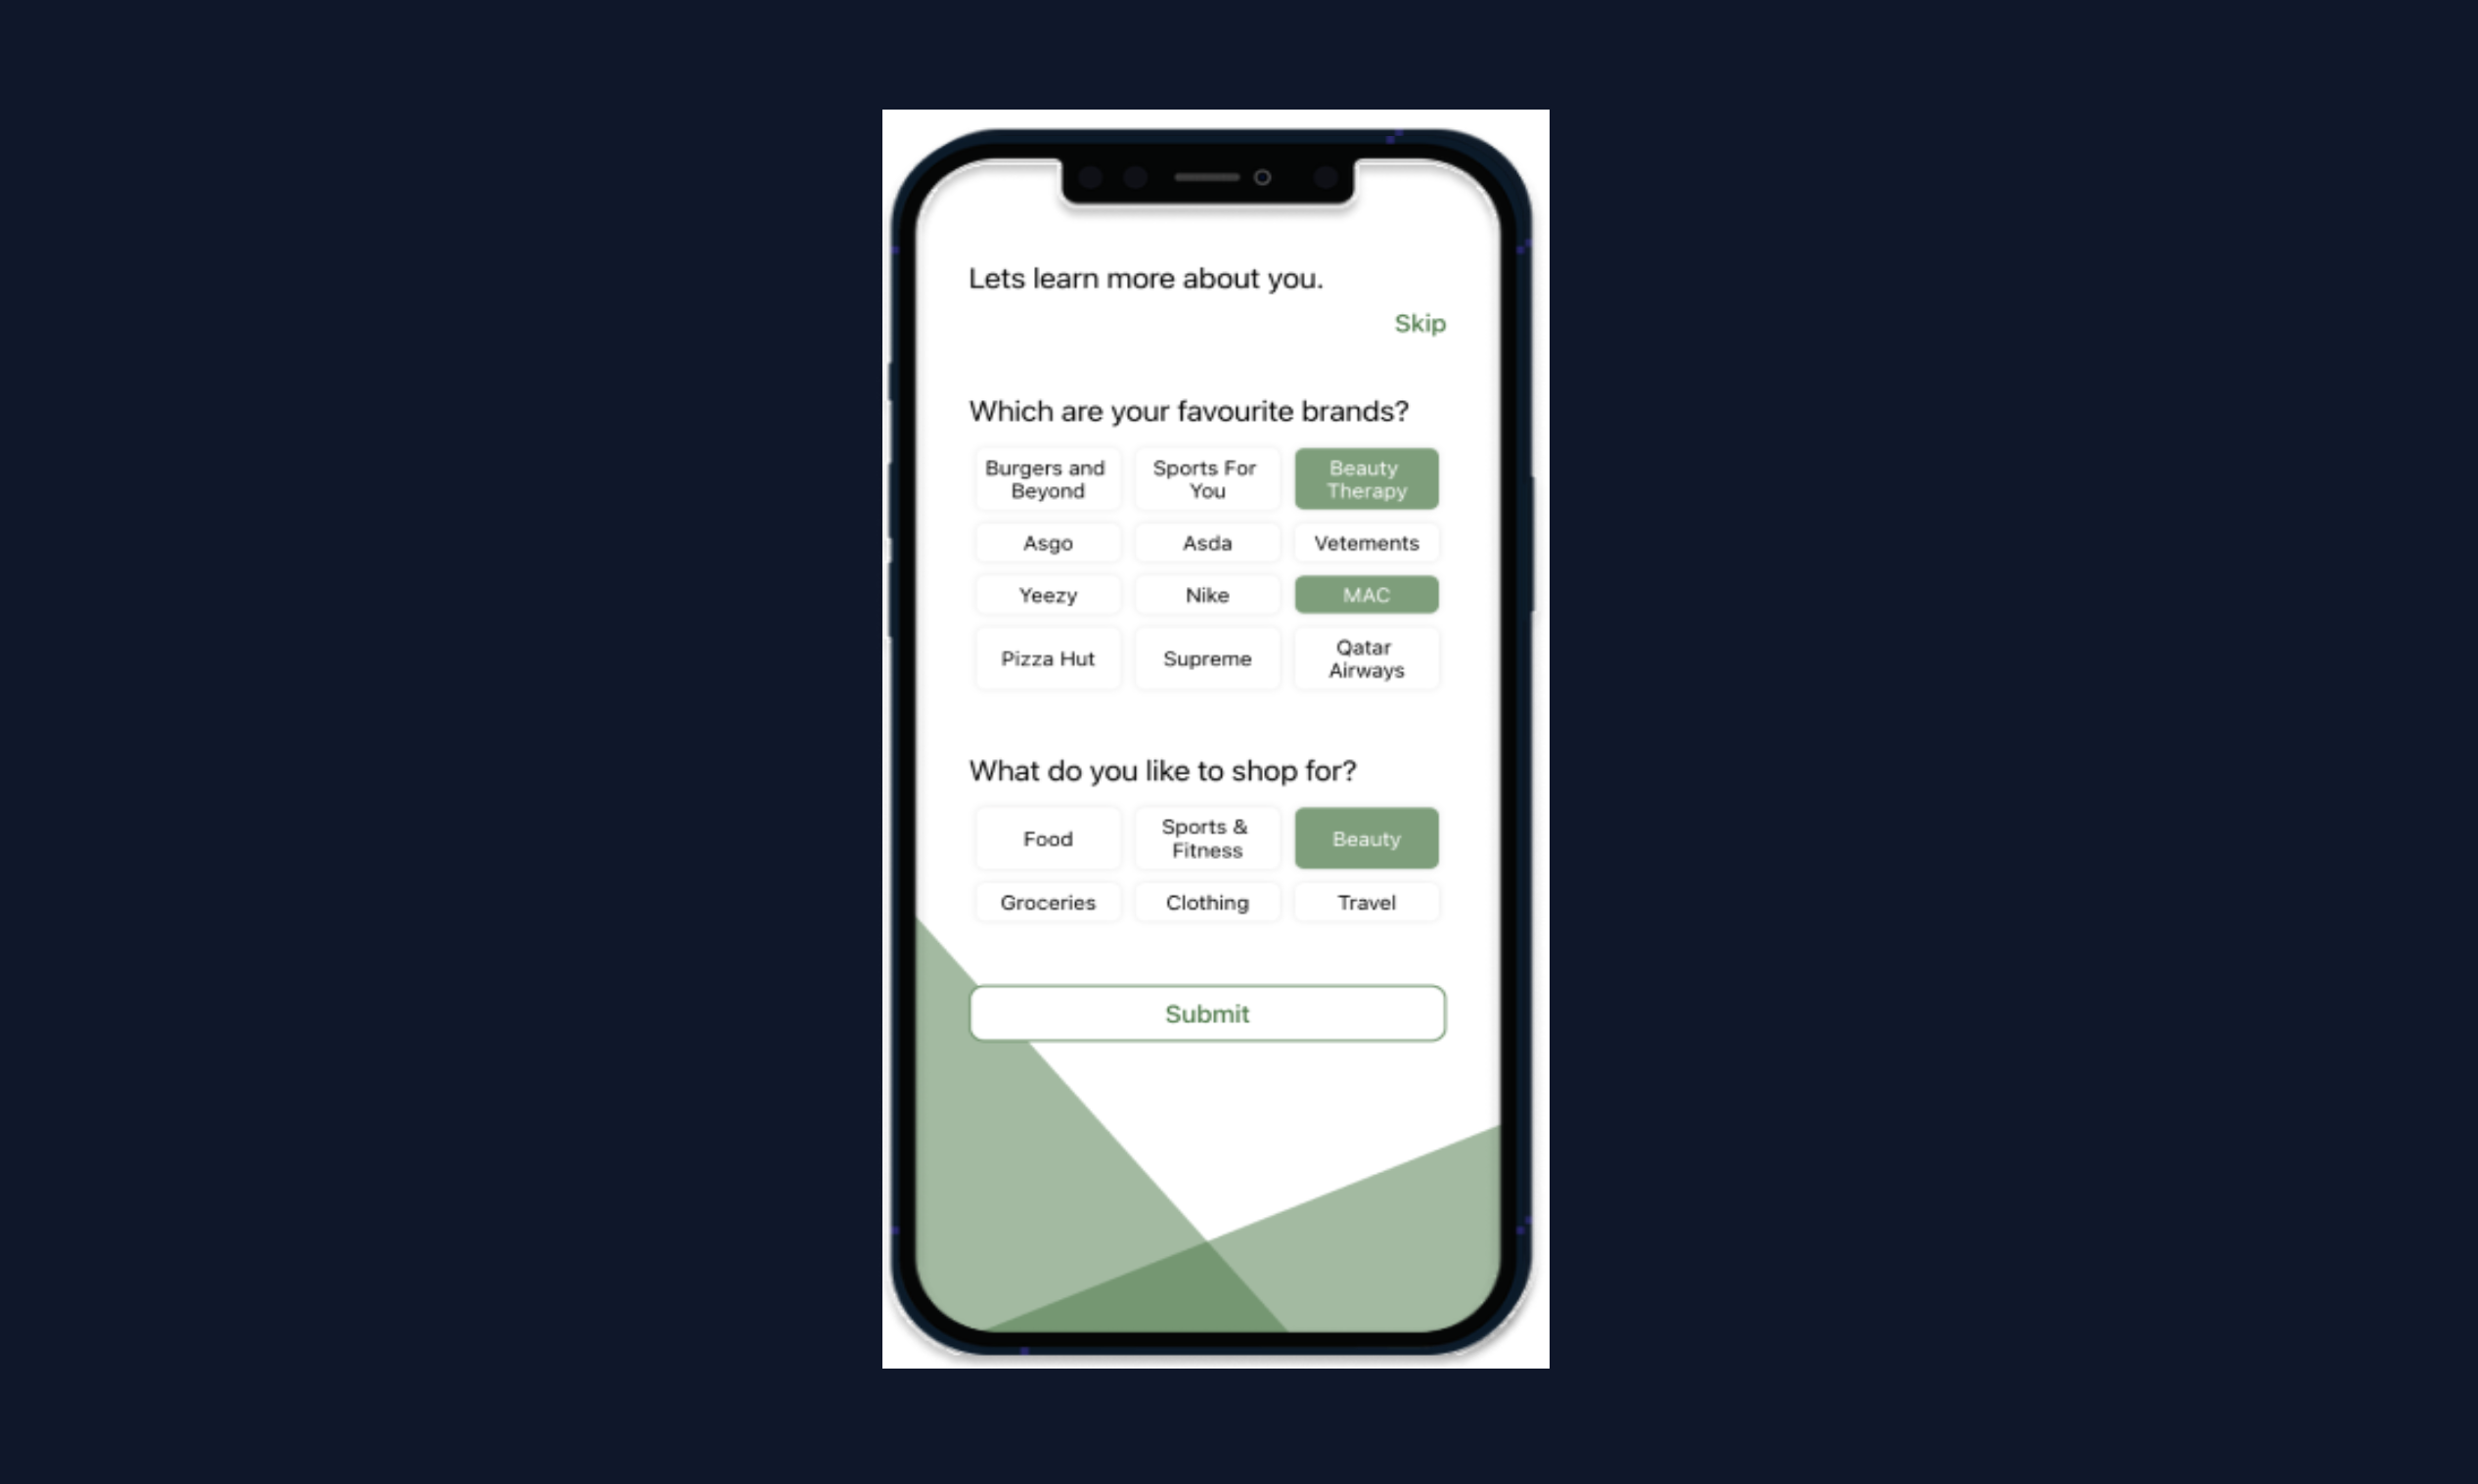 Lets learn more about you.
Skip
Which are your favourite brands?
Burgers and
Beyond
Sports For
You
Beauty
Therapy
Asgo
Asda
Vetements
Yeezy
Nike
MAC
Pizza Hut
Supreme
Qatar
Airways
What do you like to shop for?
Food
Sports &
Fitness
Beauty
Groceries
Clothing
Travel
Submit